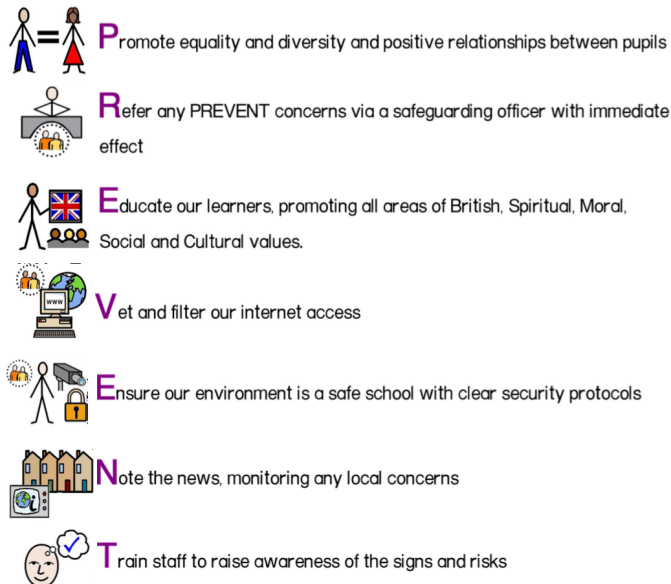 Promote equality and diversity and positive relationships between pupils
Refer any PREVENT concerns via a safeguarding officer with immediate
effect
Educate our learners, promoting all areas of British, Spiritual, Moral,
Social and Cultural values.
www
Vet and filter our internet access
Ensure our environment is a safe school with clear security protocols
Note the news, monitoring any local concerns
i
Train staff to raise awareness of the signs and risks